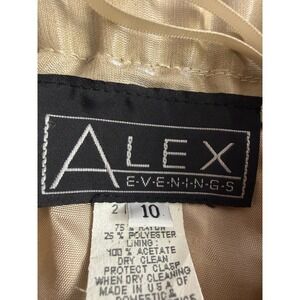 ALEX
E·V·E·N·I·N·G·S
2 10
75% RAYON
25% POLYESTER
LINING:
100% ACETATE
DRY CLEAN
PROTECT CLASP
WHEN DRY CLEANING
MADE IN U.S.A. OF
DOMESTIC &